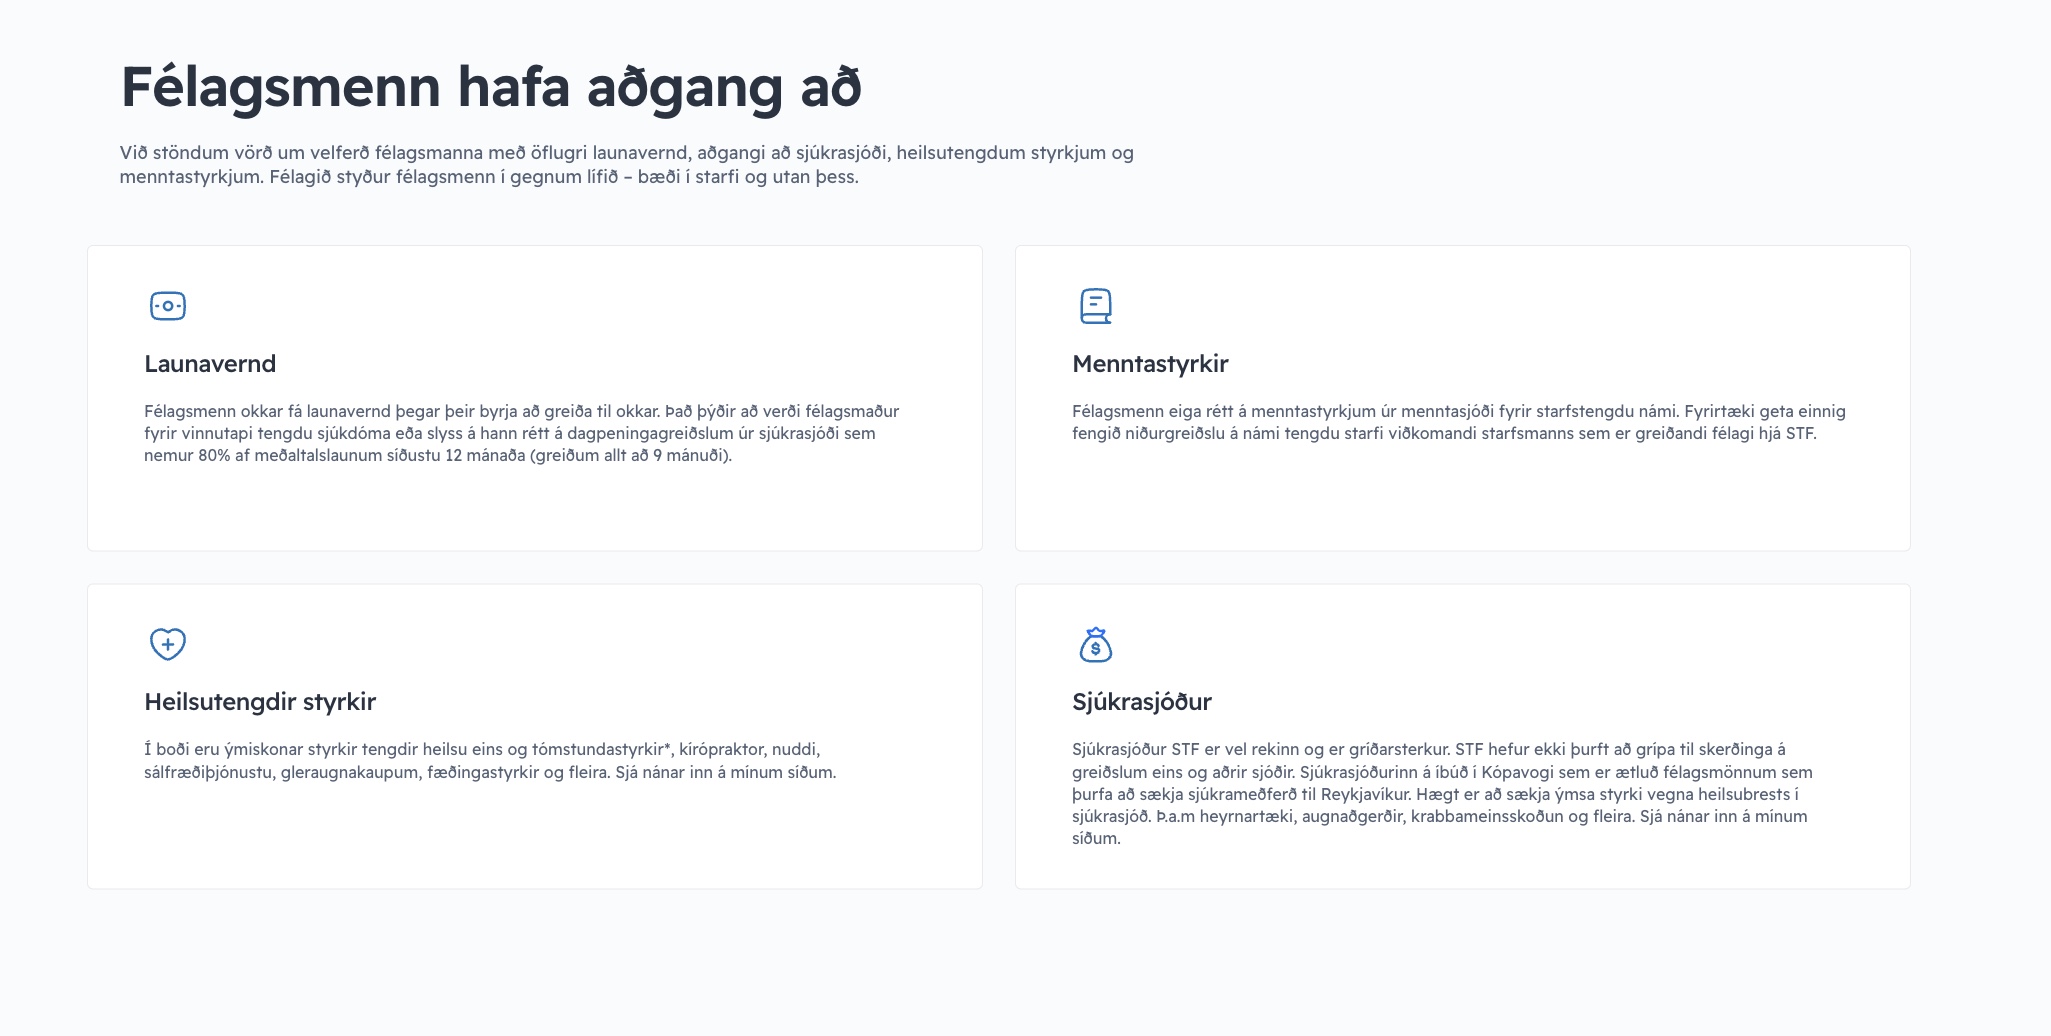 Félagsmenn hafa aðgang að
Við stöndum vörð um velferð félagsmanna með öflugri launavernd, aðgangi að sjúkrasjóði, heilsutengdum styrkjum og
menntastyrkjum. Félagið styður félagsmenn í gegnum lífið – bæði í starfi og utan þess.
Launavernd
Félagsmenn okkar fá launavernd þegar þeir byrja að greiða til okkar. Það þýðir að verði félagsmaður
fyrir vinnutapi tengdu sjúkdóma eða slyss á hann rétt á dagpeningagreiðslum úr sjúkrasjóði sem
nemur 80% af meðaltalslaunum síðustu 12 mánaða (greiðum allt að 9 mánuði).
Menntastyrkir
Félagsmenn eiga rétt á menntastyrkjum úr menntasjóði fyrir starfstengdu námi. Fyrirtæki geta einnig
fengið niðurgreiðslu á námi tengdu starfi viðkomandi starfsmanns sem er greiðandi félagi hjá STF.
Heilsutengdir styrkir
Í boði eru ýmiskonar styrkir tengdir heilsu eins og tómstundastyrkir*, kírópraktor, nuddi,
sálfræðiþjónustu, gleraugnakaupum, fæðingastyrkir og fleira. Sjá nánar inn á mínum síðum.
$
Sjúkrasjóður
Sjúkrasjóður STF er vel rekinn og er gríðarsterkur. STF hefur ekki þurft að grípa til skerðinga á
greiðslum eins og aðrir sjóðir. Sjúkrasjóðurinn á íbúð í Kópavogi sem er ætluð félagsmönnum sem
þurfa að sækja sjúkrameðferð til Reykjavíkur. Hægt er að sækja ýmsa styrki vegna heilsubrests í
sjúkrasjóð. Þ.a.m heyrnartæki, augnaðgerðir, krabbameinsskoðun og fleira. Sjá nánar inn á mínum
síðum.